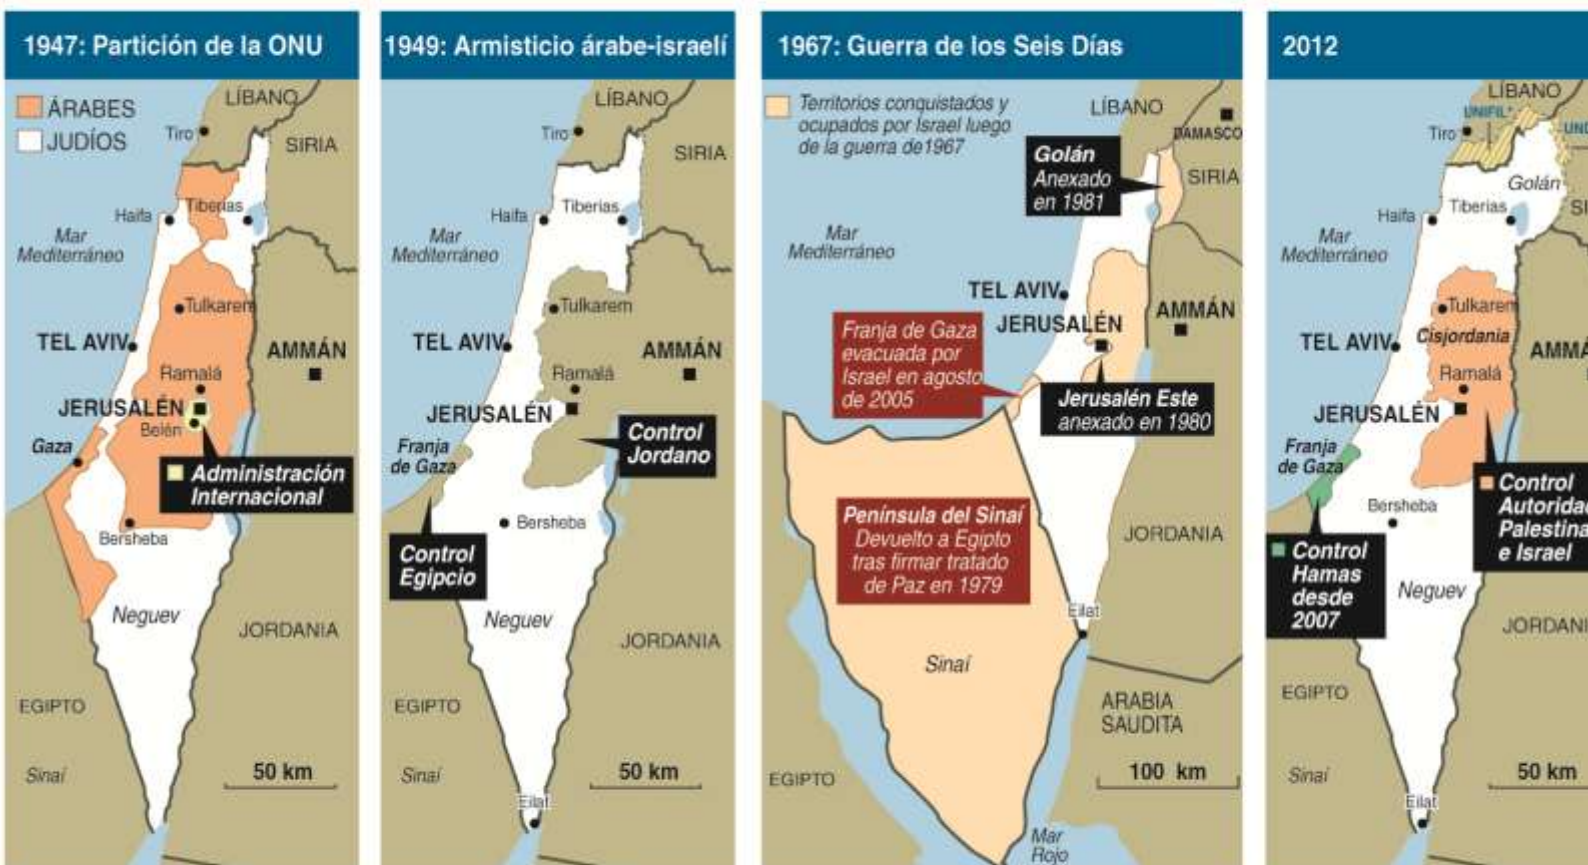 1947: Partición de la ONU
ÁRABES
JUDÍOS
LÍBANO
Tiro
SIRIA
Haifa
Tiberias
Mar
Mediterráneo
Tulkarem
TEL AVIV
AMMÁN
Ramalá
JERUSALÉN
Belén
Gaza
Administración
Internacional
Bersheba
Neguev
JORDANIA
EGIPTO
Sinaí
50 km
1949: Armisticio árabe-israelí
LÍBANO
Tiro
SIRIA
Haifa
Tiberias
Mar
Mediterráneo
Tulkarem
TEL AVIV
AMMÁN
Ramalá
JERUSALÉN
Control
Jordano
Franja
de Gaza
Bersheba
Control
Egipcio
Neguev
JORDANIA
EGIPTO
Sinaí
50 km
Eilat
1967: Guerra de los Seis Días
Territorios conquistados y
ocupados por Israel luego
de la guerra de1967
LÍBANO
DAMASCO
Golán
Anexado
en 1981
SIRIA
Mar
Mediterráneo
TEL AVIV
JERUSALÉN
AMMÁN
Franja de Gaza
evacuada por
Israel en agosto
de 2005
Jerusalén Este
anexado en 1980
Península del Sinaí
Devuelto a Egipto
tras firmar tratado
de Paz en 1979
JORDANIA
Eilat
Sinaí
ARABIA
SAUDITA
EGIPTO
100 km
Mar
Rojo
2012
LÍBANO
UNIFIL*
Tiro
UND
Golán
SI
Haifa
Tiberias
Mar
Mediterráneo
Tulkarem
TEL AVIV
Cisjordania
AMMÁ
Ramalá
JERUSALÉN
Franja
de Gaza
Control
Autoridad
Palestina
e Israel
Bersheba
Control
Hamas
desde
2007
Neguev
JORDANI
EGIPTO
Sinaí
50 km
Eilat